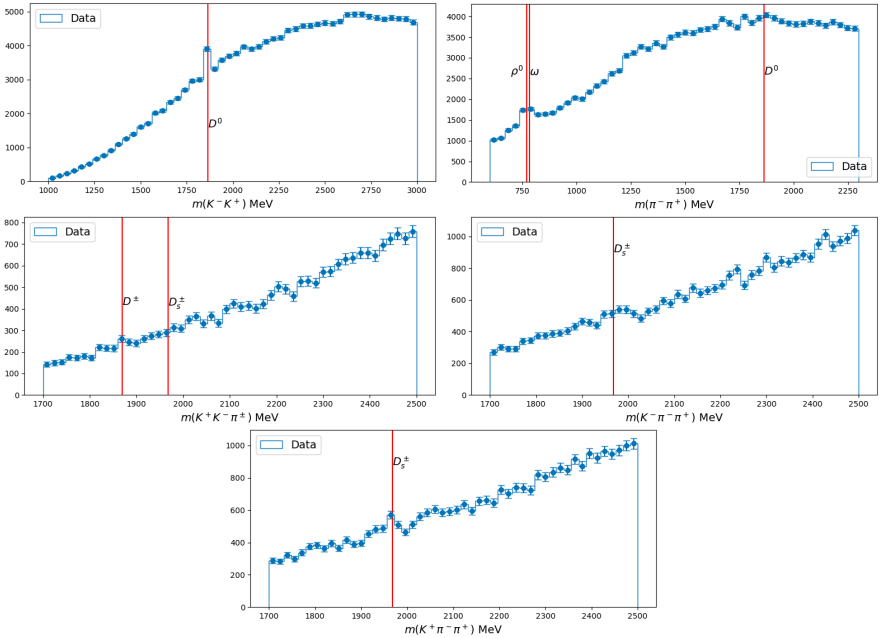 Data
5000
4000
3000
2000
1000
0
D⁰
1000 1250 1500 1750 2000 2250 2500 2750 3000
m(K⁻K⁺) MeV
4000
3500
3000
2500
2000
1500
1000
500
0
ρ⁰ ω
D⁰
Data
750 1000 1250 1500 1750 2000 2250
m(π⁻π⁺) MeV
Data
800
700
600
500
400
300
200
100
0
D±
Dₛ±
1700 1800 1900 2000 2100 2200 2300 2400 2500
m(K⁺K⁻π±) MeV
Data
1000
800
600
400
200
0
Dₛ±
1700 1800 1900 2000 2100 2200 2300 2400 2500
m(K⁻π⁻π⁺) MeV
Data
1000
800
600
400
200
0
Dₛ±
1700 1800 1900 2000 2100 2200 2300 2400 2500
m(K⁺π⁻π⁺) MeV